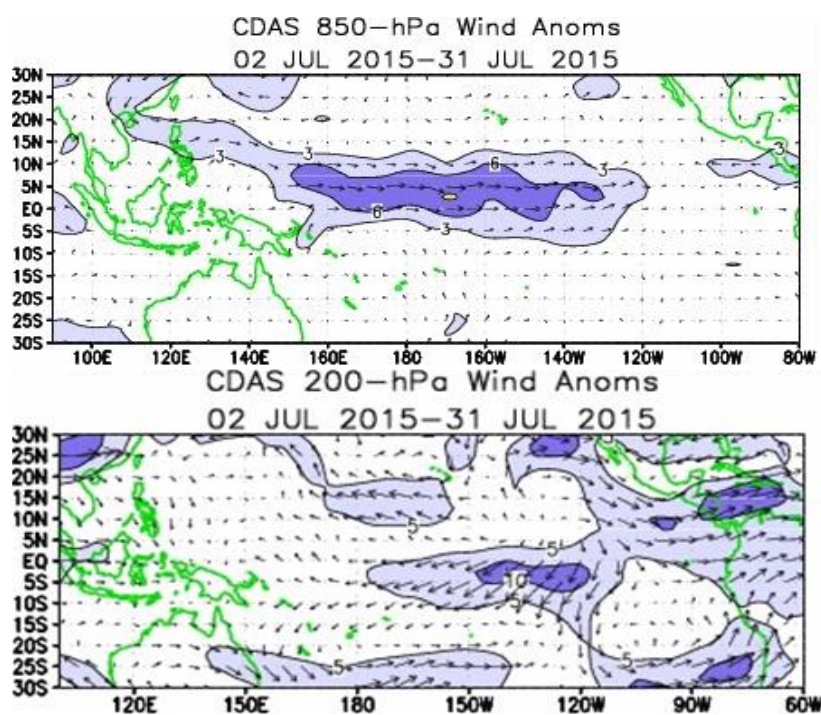 CDAS 850-hPa Wind Anoms
02 JUL 2015-31 JUL 2015
30N
25N
20N
15N
10N
5N
EQ
5S
10S
15S
20S
25S
30S
3
3
3
6
3
6
3
100E 120E 140E 160E 180 160W 140W 120W 100W 80W
CDAS 200-hPa Wind Anoms
02 JUL 2015-31 JUL 2015
30N
25N
20N
15N
10N
5N
EQ
5S
10S
15S
20S
25S
30S
5
5
10
5
5
5
120E 150E 180 150W 120W 90W 60W